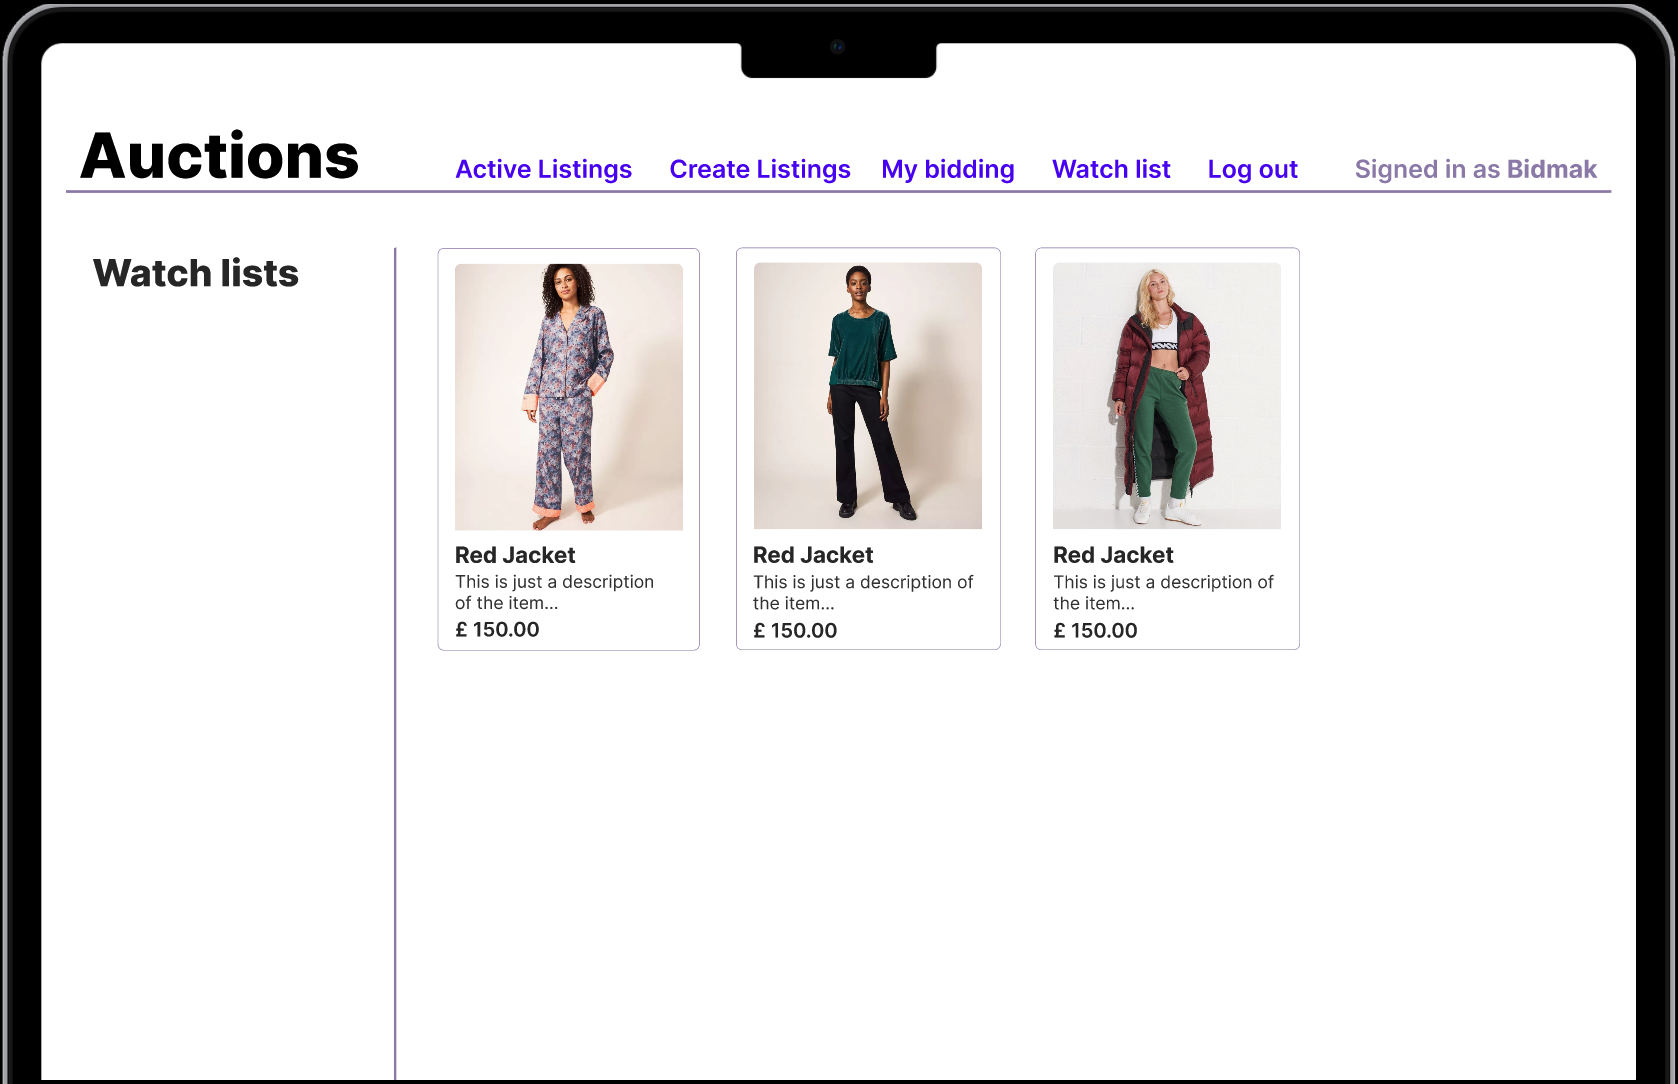 Auctions
Active Listings
Create Listings
My bidding
Watch list
Log out
Signed in as Bidmak
Watch lists
Red Jacket
This is just a description
of the item...
£ 150.00
Red Jacket
This is just a description of
the item...
£ 150.00
Red Jacket
This is just a description of
the item...
£ 150.00